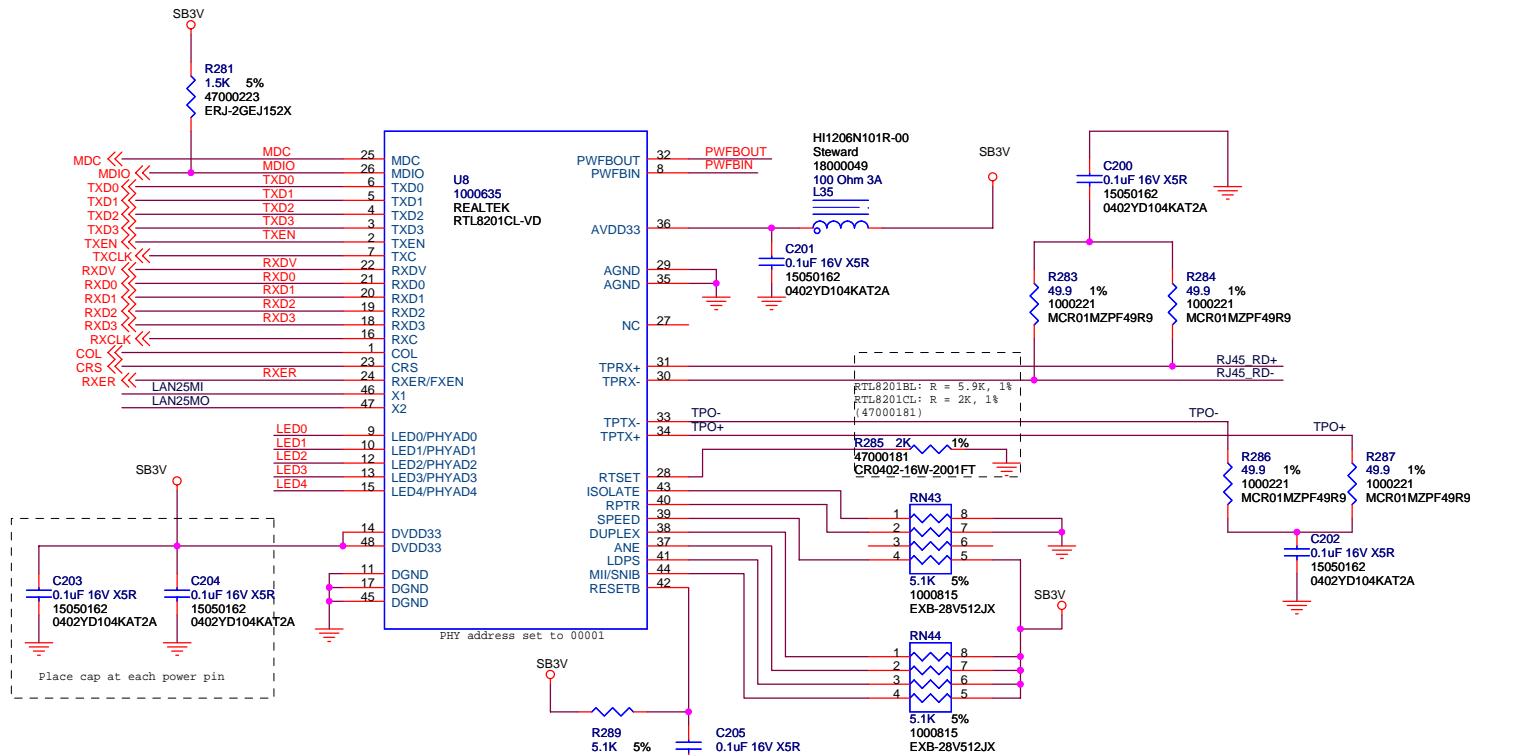 SB3V
R281
1.5K 5%
47000223
ERJ-2GEJ152X
MDC
MDIO
TXD0
TXD1
TXD2
TXD3
TXEN
TXCLK
RXDV
RXD0
RXD1
RXD2
RXD3
RXCLK
COL
CRS
RXER
MDC
MDIO
TXD0
TXD1
TXD2
TXD3
TXEN
RXDV
RXD0
RXD1
RXD2
RXD3
RXER
LAN25MI
LAN25MO
LED0
LED1
LED2
LED3
LED4
25 MDC
26 MDIO
6 TXD0
5 TXD1
4 TXD2
3 TXD3
2 TXEN
7 TXC
22 RXDV
21 RXD0
20 RXD1
19 RXD2
18 RXD3
16 RXC
1 COL
23 CRS
24 RXER/FXEN
46 X1
47 X2
9 LED0/PHYAD0
10 LED1/PHYAD1
12 LED2/PHYAD2
13 LED3/PHYAD3
15 LED4/PHYAD4
14 DVDD33
48 DVDD33
11 DGND
17 DGND
45 DGND
U8
1000635
REALTEK
RTL8201CL-VD
PWFBOUT 32 PWFBOUT
PWFBIN 8 PWFBIN
AVDD33 36
AGND 29
AGND 35
NC 27
TPRX+ 31
TPRX- 30
TPTX- 33 TPO-
TPTX+ 34 TPO+
RTSET 28
ISOLATE 43
RPTR 40
SPEED 39
DUPLEX 38
ANE 37
LDPS 41
MII/SNIB 44
RESETB 42
PHY address set to 00001
HI1206N101R-00
Steward
18000049
100 Ohm 3A
L35
SB3V
C201
0.1uF 16V X5R
15050162
0402YD104KAT2A
C200
0.1uF 16V X5R
15050162
0402YD104KAT2A
R283
49.9 1%
1000221
MCR01MZPF49R9
R284
49.9 1%
1000221
MCR01MZPF49R9
RJ45_RD+
RJ45_RD-
RTL8201BL: R = 5.9K, 1%
RTL8201CL: R = 2K, 1%
(47000181)
R285 2K 1%
47000181
CR0402-16W-2001FT
TPO-
TPO+
R286
49.9 1%
1000221
MCR01MZPF49R9
R287
49.9 1%
1000221
MCR01MZPF49R9
C202
0.1uF 16V X5R
15050162
0402YD104KAT2A
RN43
1 8
2 7
3 6
4 5
5.1K 5%
1000815
EXB-28V512JX
SB3V
RN44
1 8
2 7
3 6
4 5
5.1K 5%
1000815
EXB-28V512JX
SB3V
C203
0.1uF 16V X5R
15050162
0402YD104KAT2A
C204
0.1uF 16V X5R
15050162
0402YD104KAT2A
Place cap at each power pin
SB3V
R289
5.1K 5%
C205
0.1uF 16V X5R